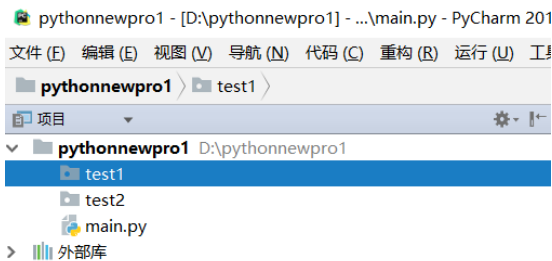 pythonnewpro1 - [D:\pythonnewpro1] - ...\main.py - PyCharm 201
文件 (F) 编辑 (E) 视图 (V) 导航 (N) 代码 (C) 重构 (R) 运行 (U) 工具
pythonnewpro1 test1
项目
pythonnewpro1 D:\pythonnewpro1
test1
test2
main.py
外部库